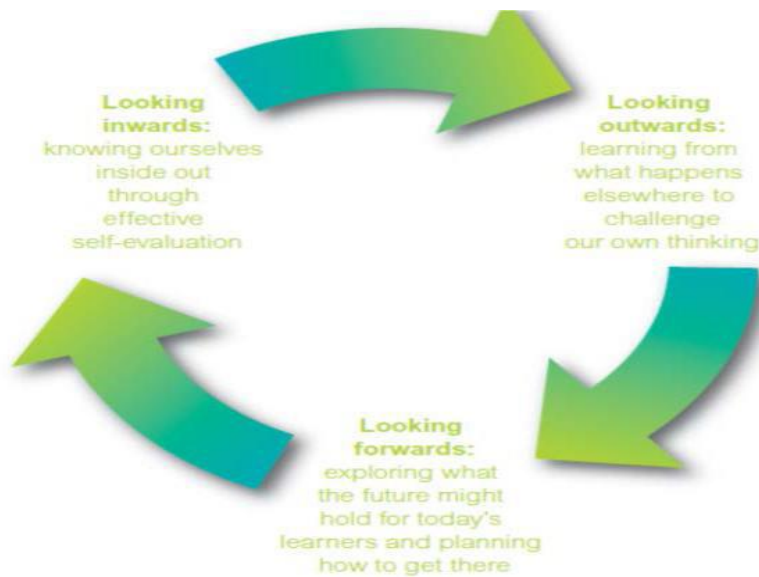 Looking
inwards:
knowing ourselves
inside out
through
effective
self-evaluation
Looking
outwards:
learning from
what happens
elsewhere to
challenge
our own thinking
Looking
forwards:
exploring what
the future might
hold for today's
learners and planning
how to get there